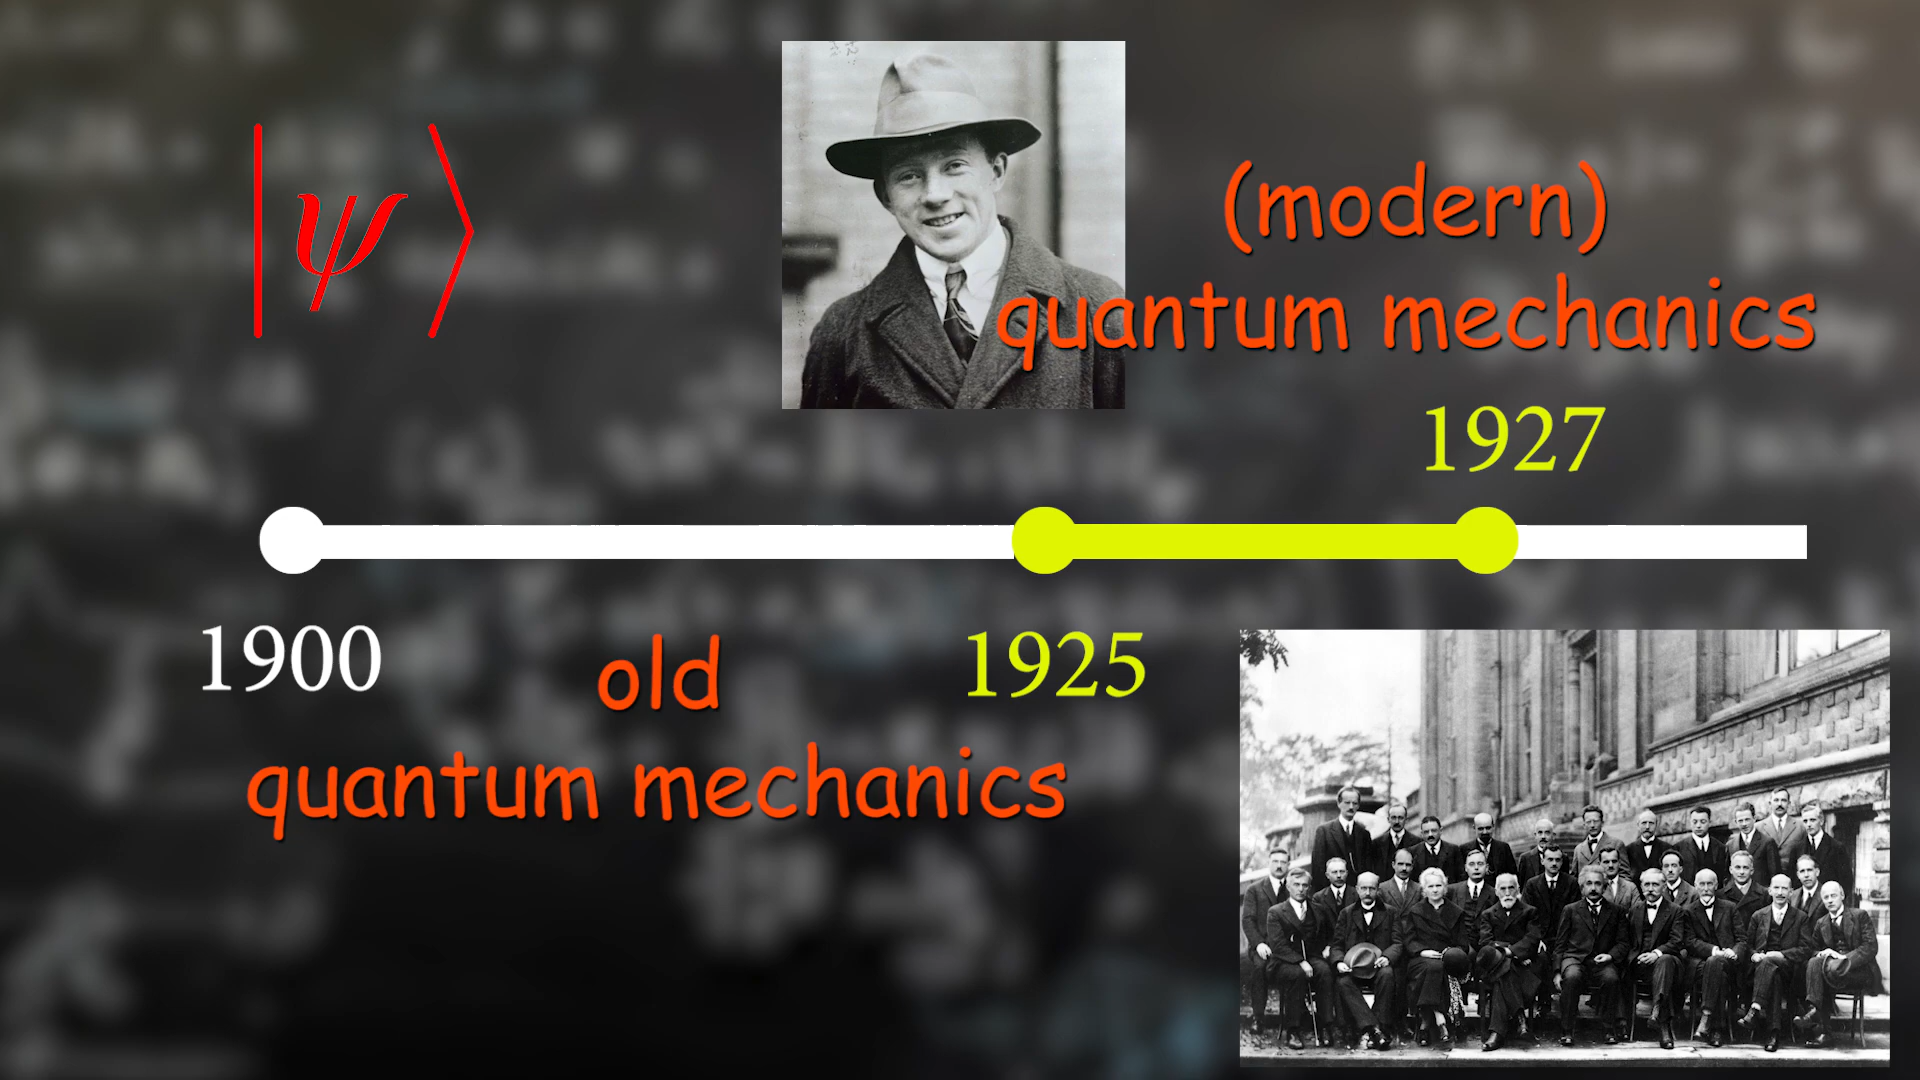 |ψ⟩
(modern)
quantum mechanics
1927
1900
old
1925
quantum mechanics